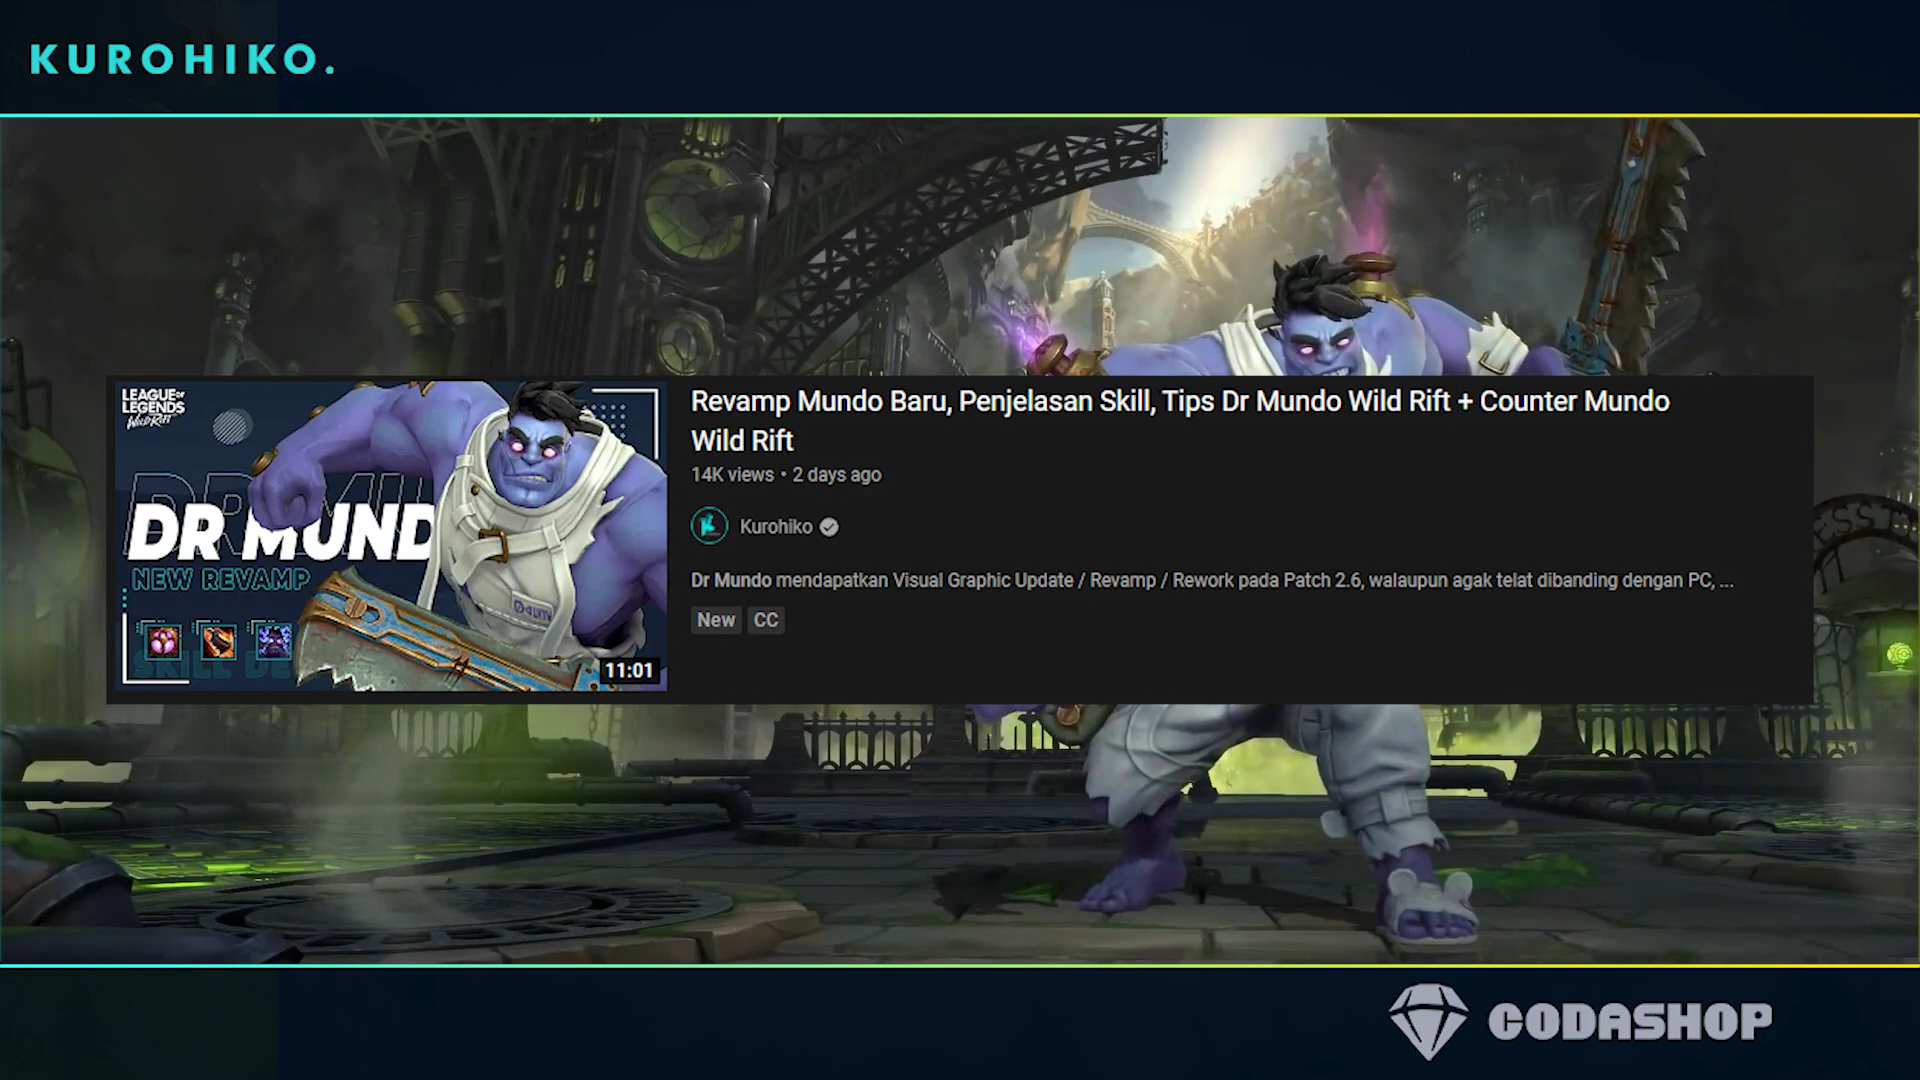 KUROHIKO.
LEAGUE OF
LEGENDS
WILD RIFT
DR MUND
NEW REVAMP
11:01
Revamp Mundo Baru, Penjelasan Skill, Tips Dr Mundo Wild Rift + Counter Mundo
Wild Rift
14K views • 2 days ago
Kurohiko
Dr Mundo mendapatkan Visual Graphic Update / Revamp / Rework pada Patch 2.6, walaupun agak telat dibanding dengan PC, ...
New CC
CODASHOP